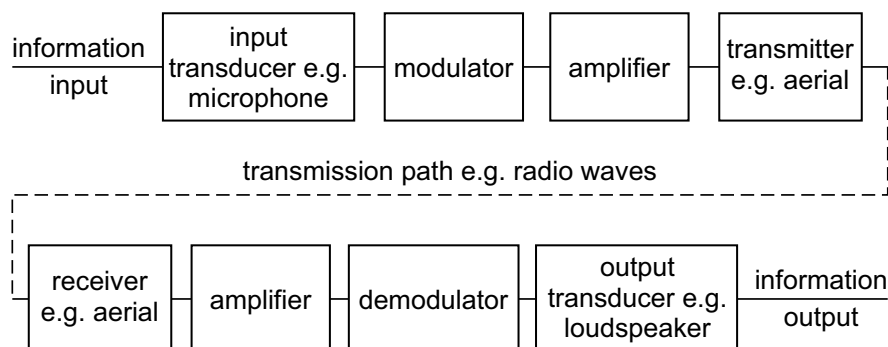 information
input
input
transducer e.g.
microphone
modulator
amplifier
transmitter
e.g. aerial
transmission path e.g. radio waves
receiver
e.g. aerial
amplifier
demodulator
output
transducer e.g.
loudspeaker
information
output